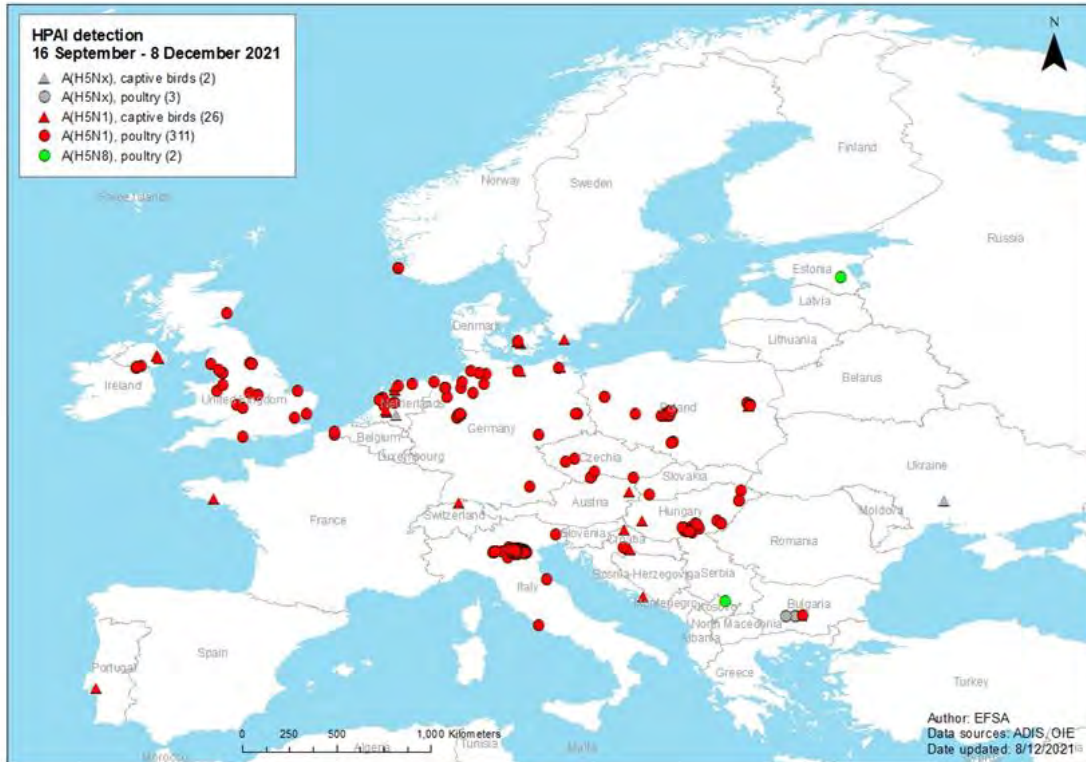 HPAI detection
16 September - 8 December 2021
A(H5Nx), captive birds (2)
A(H5Nx), poultry (3)
A(H5N1), captive birds (26)
A(H5N1), poultry (311)
A(H5N8), poultry (2)
N
Finland
Norway
Sweden
Russia
Estonia
Latvia
Denmark
Lithuania
Ireland
Belarus
United Kingdom
Netherlands
Poland
Belgium
Germany
Luxembourg
Czechia
Ukraine
Slovakia
Austria
France
Switzerland
Hungary
Moldova
Slovenia
Croatia
Romania
Bosnia-Herzegovina
Serbia
Italy
Montenegro
Kosovo
Bulgaria
North Macedonia
Albania
Portugal
Spain
Greece
Turkey
0 250 500 1,000 Kilometers
Morocco
Algeria
Tunisia
Malta
Author: EFSA
Data sources: ADIS, OIE
Date updated: 8/12/2021